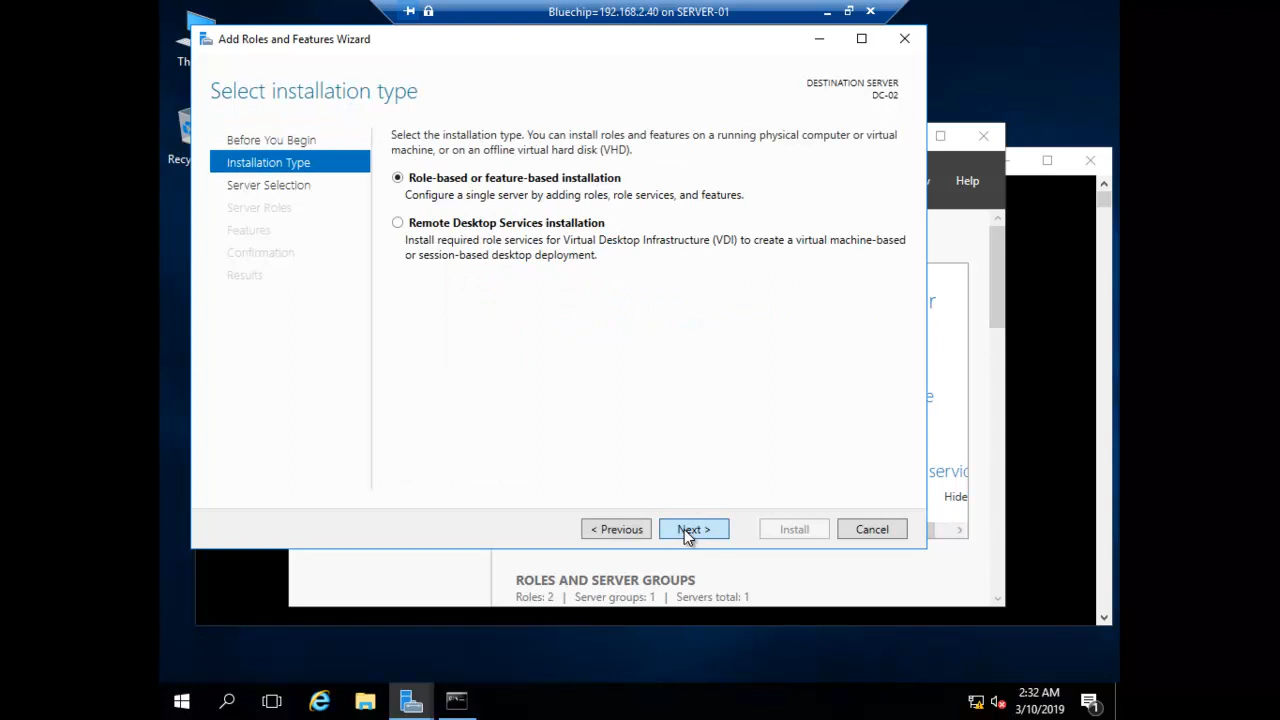 Bluechip=192.168.2.40 on SERVER-01
Add Roles and Features Wizard
Select installation type
DESTINATION SERVER
DC-02
Before You Begin
Installation Type
Server Selection
Server Roles
Features
Confirmation
Results
Select the installation type. You can install roles and features on a running physical computer or virtual
machine, or on an offline virtual hard disk (VHD).
Role-based or feature-based installation
Configure a single server by adding roles, role services, and features.
Remote Desktop Services installation
Install required role services for Virtual Desktop Infrastructure (VDI) to create a virtual machine-based
or session-based desktop deployment.
< Previous
Next >
Install
Cancel
Th
Recy
Help
r
e
servic
Hide
ROLES AND SERVER GROUPS
Roles: 2 | Server groups: 1 | Servers total: 1
2:32 AM
3/10/2019
1